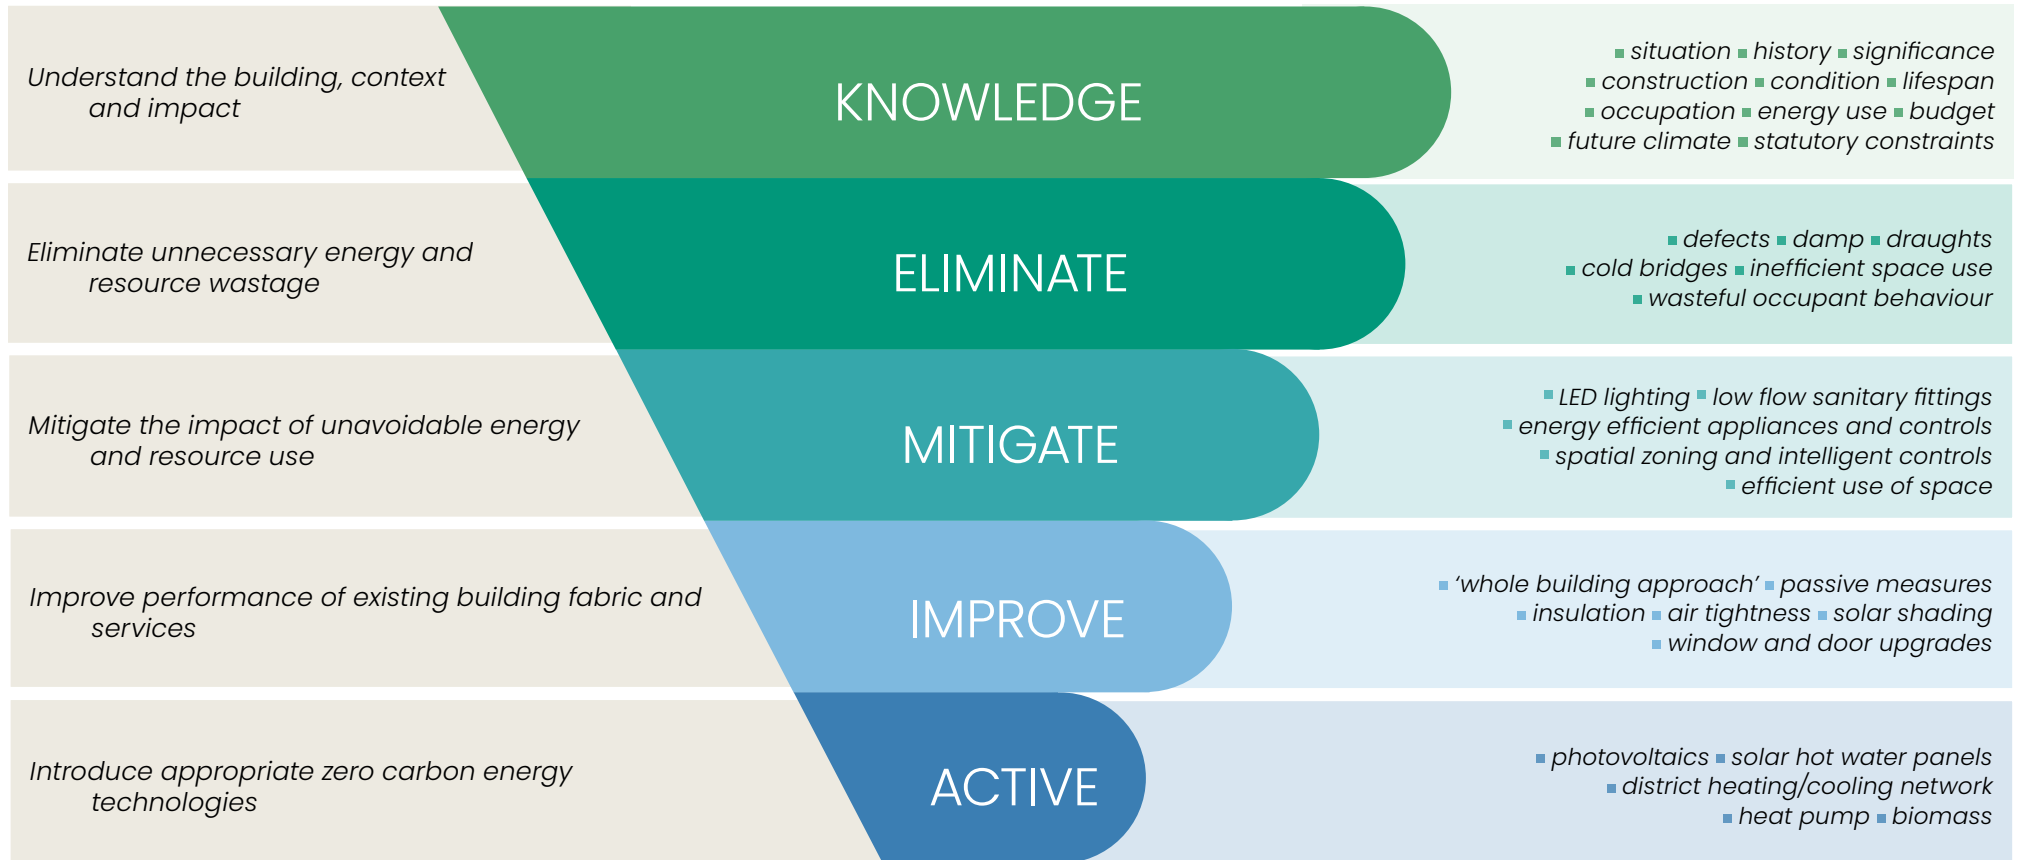 Understand the building, context
and impact
KNOWLEDGE
situation ▪ history ▪ significance
▪ construction ▪ condition ▪ lifespan
▪ occupation ▪ energy use ▪ budget
▪ future climate ▪ statutory constraints
Eliminate unnecessary energy and
resource wastage
ELIMINATE
▪ defects ▪ damp ▪ draughts
▪ cold bridges ▪ inefficient space use
▪ wasteful occupant behaviour
Mitigate the impact of unavoidable energy
and resource use
MITIGATE
▪ LED lighting ▪ low flow sanitary fittings
▪ energy efficient appliances and controls
▪ spatial zoning and intelligent controls
▪ efficient use of space
Improve performance of existing building fabric and
services
IMPROVE
▪ ‘whole building approach’ ▪ passive measures
▪ insulation ▪ air tightness ▪ solar shading
▪ window and door upgrades
Introduce appropriate zero carbon energy
technologies
ACTIVE
▪ photovoltaics ▪ solar hot water panels
▪ district heating/cooling network
▪ heat pump ▪ biomass